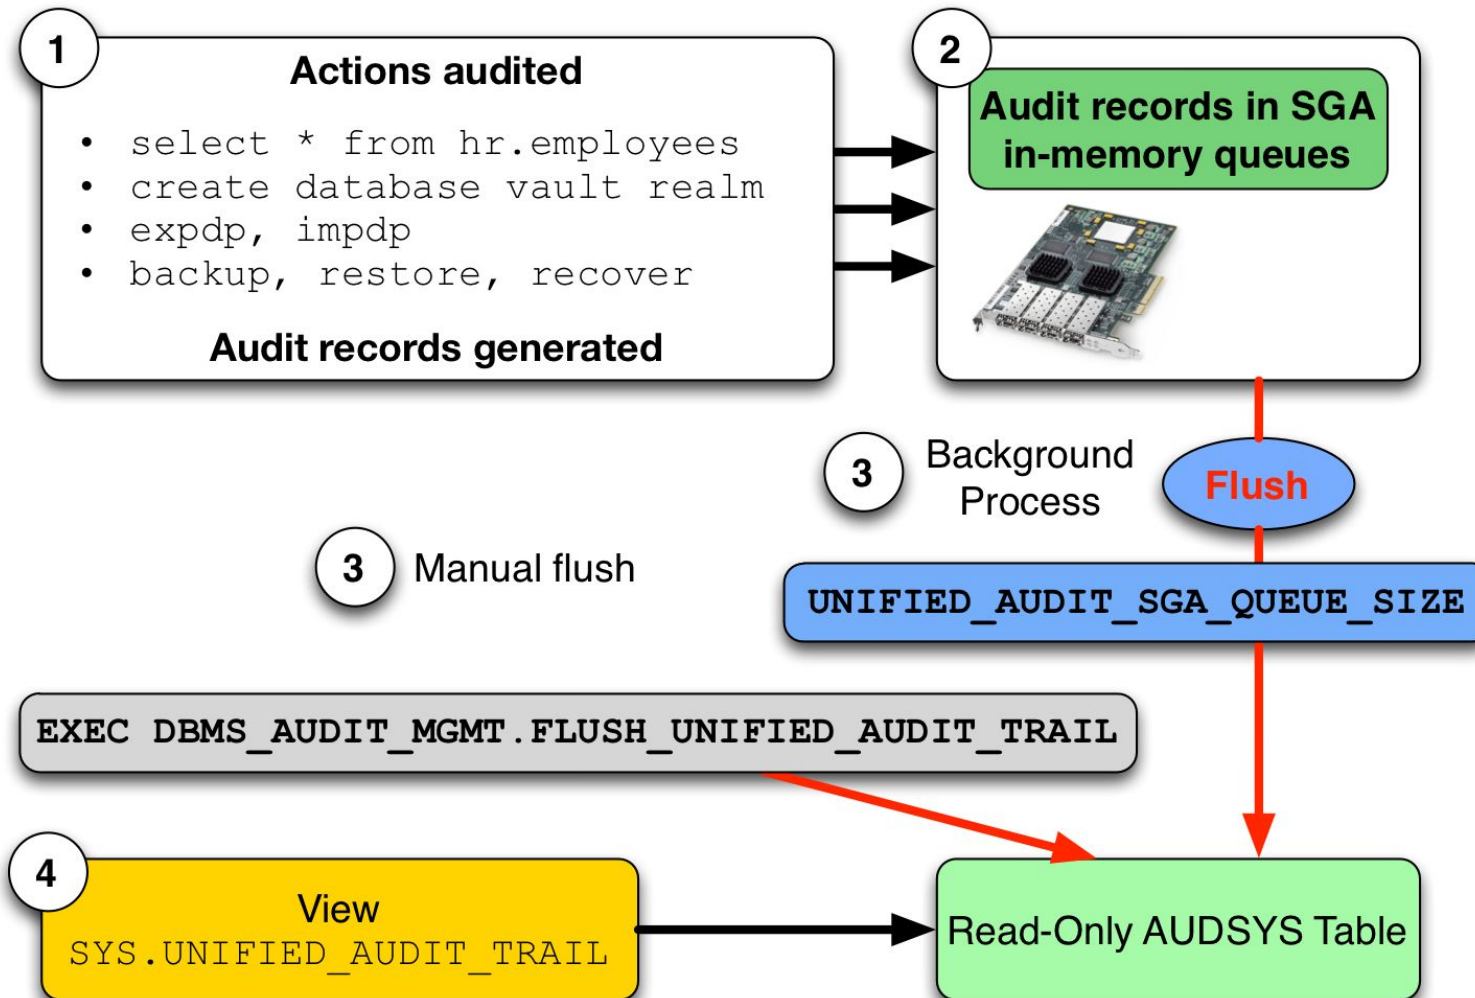 1
Actions audited
• select * from hr.employees
• create database vault realm
• expdp, impdp
• backup, restore, recover
Audit records generated
2
Audit records in SGA
in-memory queues
3
Background
Process
Flush
3
Manual flush
UNIFIED_AUDIT_SGA_QUEUE_SIZE
EXEC DBMS_AUDIT_MGMT.FLUSH_UNIFIED_AUDIT_TRAIL
4
View
SYS.UNIFIED_AUDIT_TRAIL
Read-Only AUDSYS Table